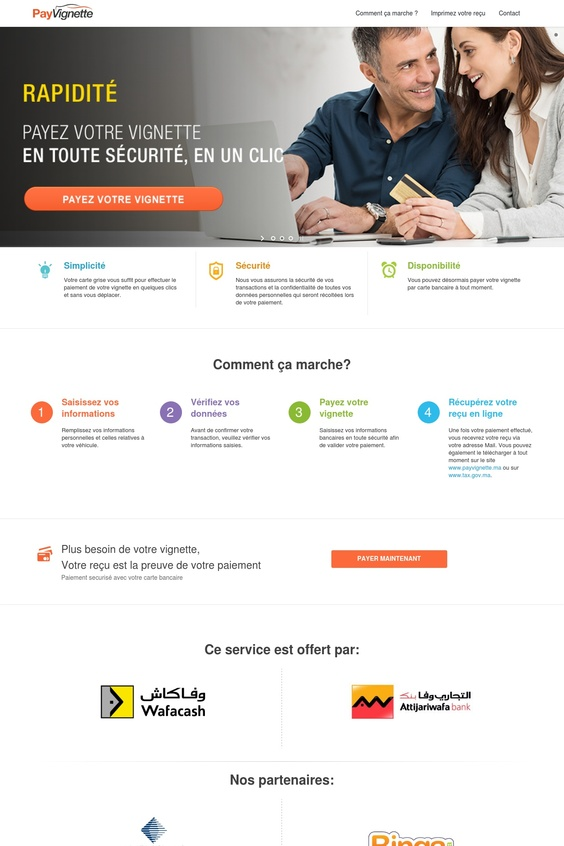 PayVignette
Comment ça marche ? Imprimez votre reçu Contact
RAPIDITÉ
PAYEZ VOTRE VIGNETTE
EN TOUTE SÉCURITÉ, EN UN CLIC
PAYEZ VOTRE VIGNETTE
Simplicité
Votre carte grise vous suffit pour effectuer le
paiement de votre vignette en quelques clics
et sans vous déplacer.
Sécurité
Nous vous assurons la sécurité de vos
transactions et la confidentialité de toutes vos
données personnelles qui seront récoltées lors
de votre paiement.
Disponibilité
Vous pouvez désormais payer votre vignette
par carte bancaire à tout moment.
Comment ça marche?
1
Saisissez vos
informations
Remplissez vos informations
personnelles et celles relatives à
votre véhicule.
2
Vérifiez vos
données
Avant de confirmer votre
transaction, veuillez vérifier vos
informations saisies.
3
Payez votre
vignette
Saisissez vos informations
bancaires en toute sécurité afin
de valider votre paiement.
4
Récupérez votre
reçu en ligne
Une fois votre paiement effectué,
vous recevrez votre reçu via
votre adresse Mail. Vous pouvez
également le télécharger à tout
moment sur le site
www.payvignette.ma ou sur
www.tax.gov.ma.
Plus besoin de votre vignette,
Votre reçu est la preuve de votre paiement
Paiement securisé avec votre carte bancaire
PAYER MAINTENANT
Ce service est offert par:
وفاكاش
Wafacash
التجاري وفا بنك
Attijariwafa bank
Nos partenaires:
Binga